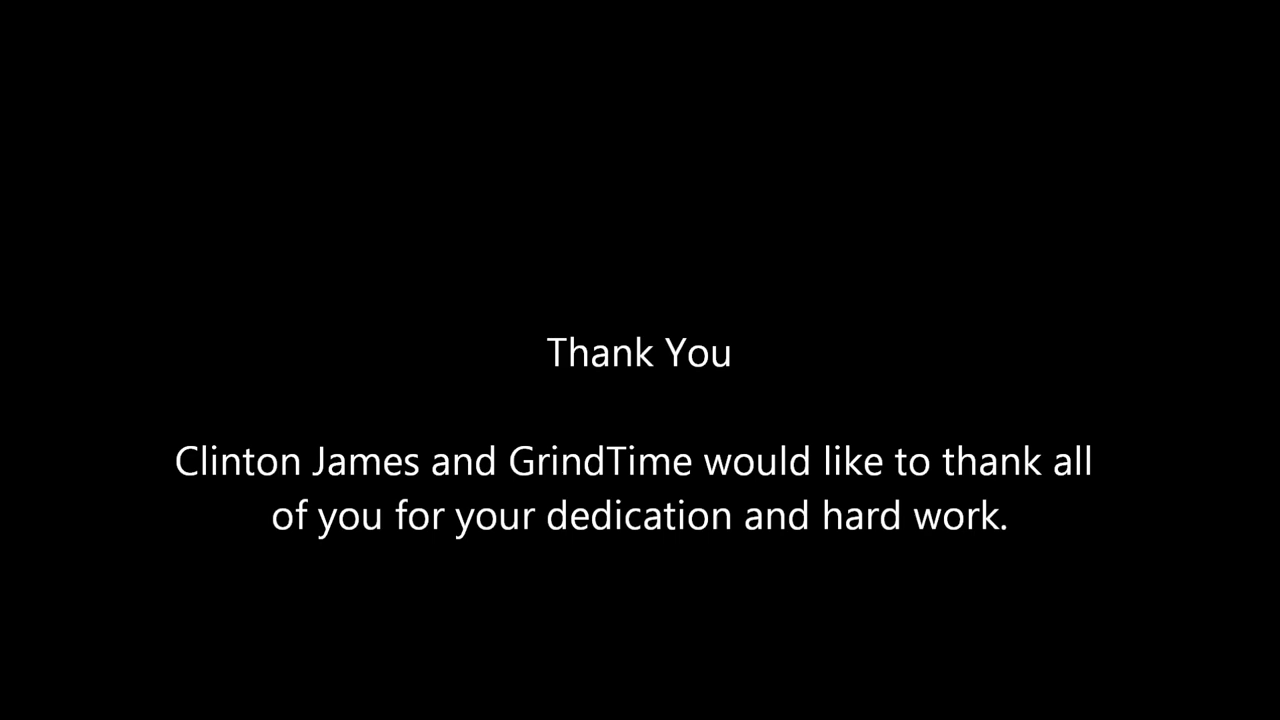 Thank You
Clinton James and GrindTime would like to thank all
of you for your dedication and hard work.